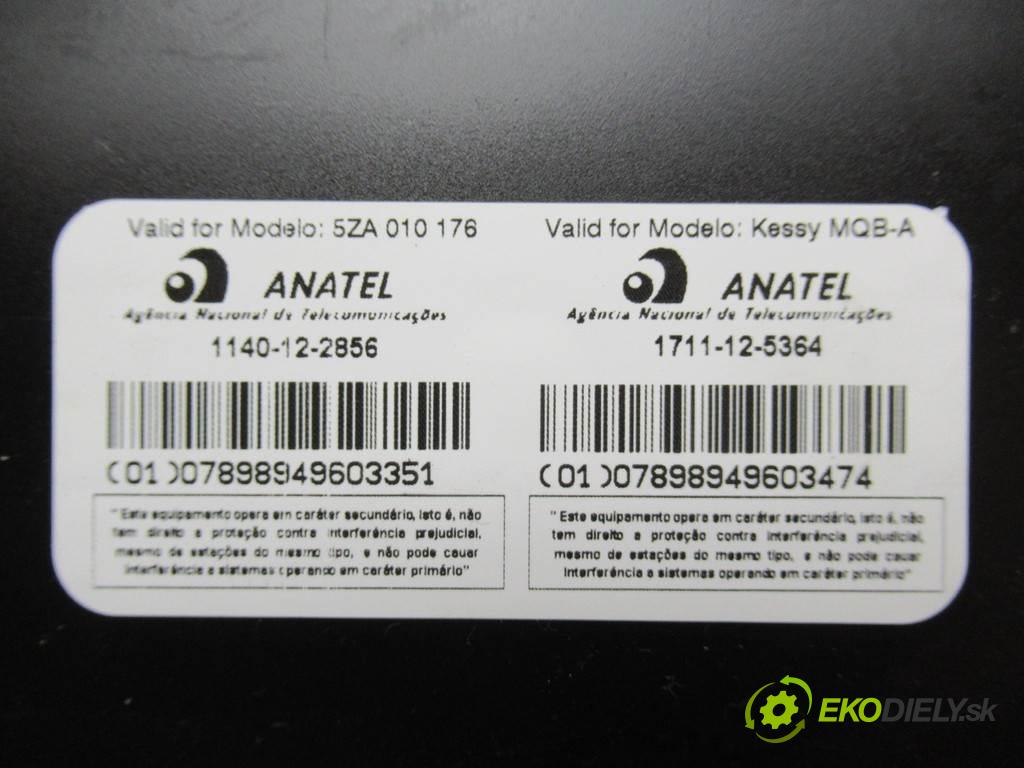 Valid for Modelo: 5ZA 010 176
ANATEL
Agência Nacional de Telecomunicações
1140-12-2856
(01)07898949603351
"Este equipamento opera em caráter secundário, isto é, não
tem direito a proteção contra interferência prejudicial,
mesmo de estações do mesmo tipo, e não pode cauar
interferência a sistemas operando em caráter primário"
Valid for Modelo: Kessy MQB-A
ANATEL
Agência Nacional de Telecomunicações
1711-12-5364
(01)07898949603474
"Este equipamento opera em caráter secundário, isto é, não
tem direito a proteção contra interferência prejudicial,
mesmo de estações do mesmo tipo, e não pode cauar
interferência a sistemas operando em caráter primário"
EKODIELY.sk